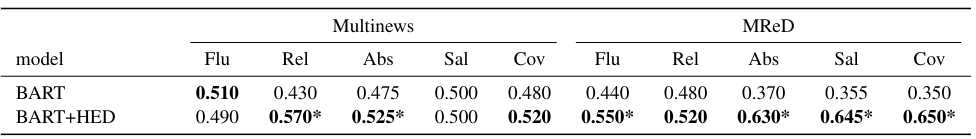 Multinews MReD
model Flu Rel Abs Sal Cov Flu Rel Abs Sal Cov
BART 0.510 0.430 0.475 0.500 0.480 0.440 0.480 0.370 0.355 0.350
BART+HED 0.490 0.570* 0.525* 0.500 0.520 0.550* 0.520 0.630* 0.645* 0.650*